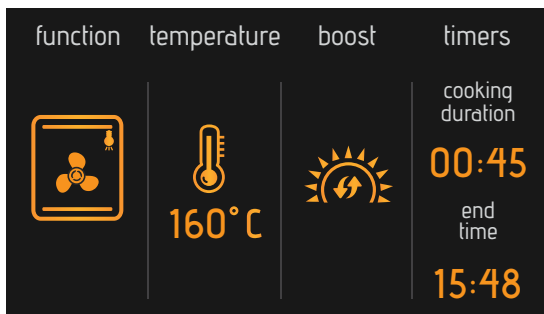 function temperature boost timers
cooking
duration
00:45
160°C
end
time
15:48